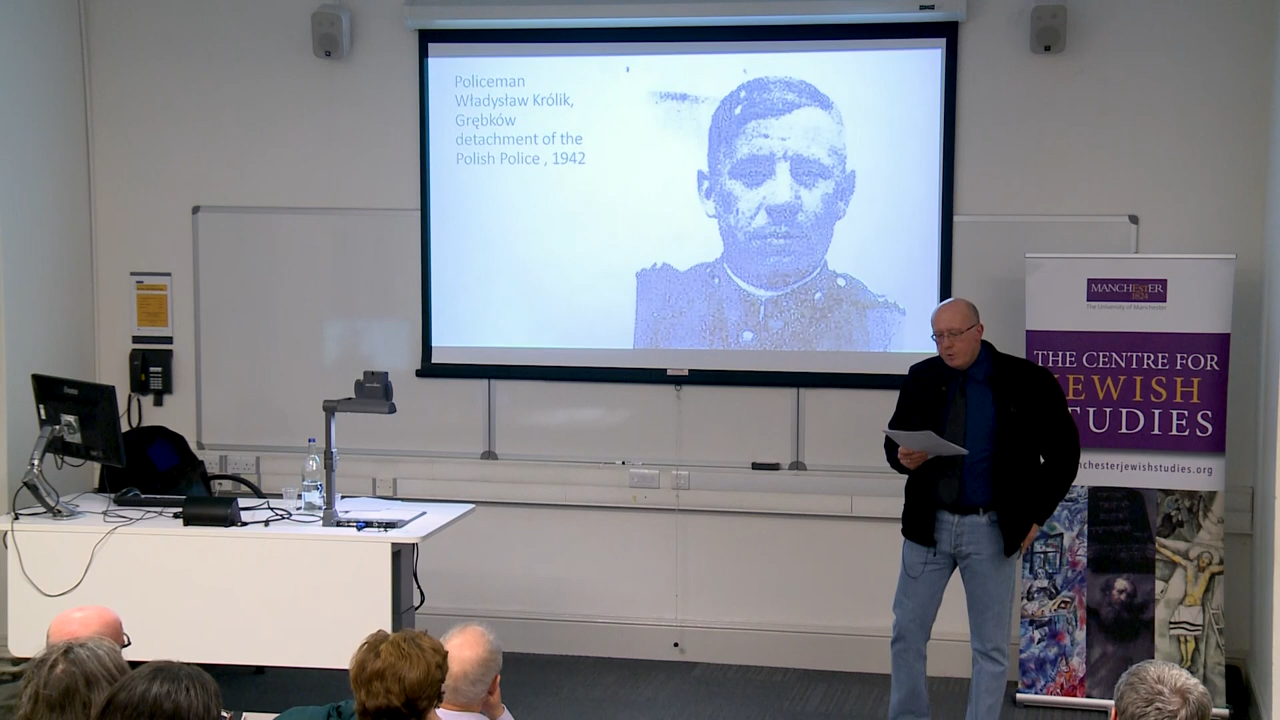 Policeman
Władysław Królik,
Grębków
detachment of the
Polish Police , 1942
MANCHESTER
1824
The University of Manchester
THE CENTRE FOR
JEWISH
STUDIES
nchesterjewishstudies.org